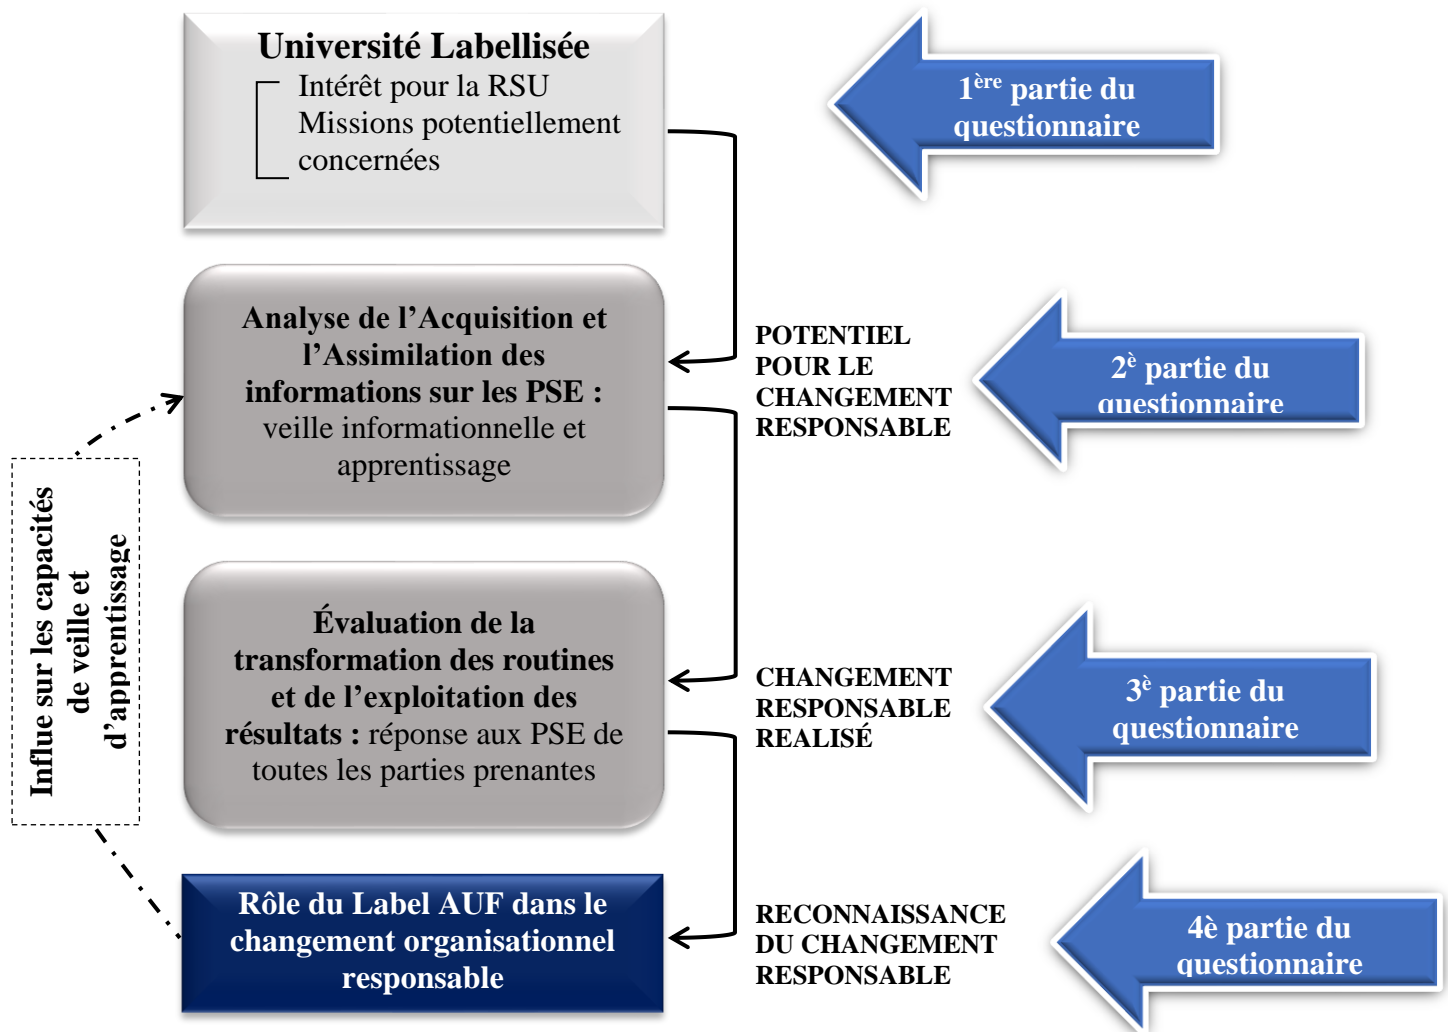 Université Labellisée
Intérêt pour la RSU
Missions potentiellement
concernées
1ère partie du
questionnaire
Analyse de l’Acquisition et
l’Assimilation des
informations sur les PSE :
veille informationnelle et
apprentissage
POTENTIEL
POUR LE
CHANGEMENT
RESPONSABLE
2è partie du
questionnaire
Influe sur les capacités
de veille et
d’apprentissage
Évaluation de la
transformation des routines
et de l’exploitation des
résultats : réponse aux PSE de
toutes les parties prenantes
CHANGEMENT
RESPONSABLE
REALISÉ
3è partie du
questionnaire
Rôle du Label AUF dans le
changement organisationnel
responsable
RECONNAISSANCE
DU CHANGEMENT
RESPONSABLE
4è partie du
questionnaire